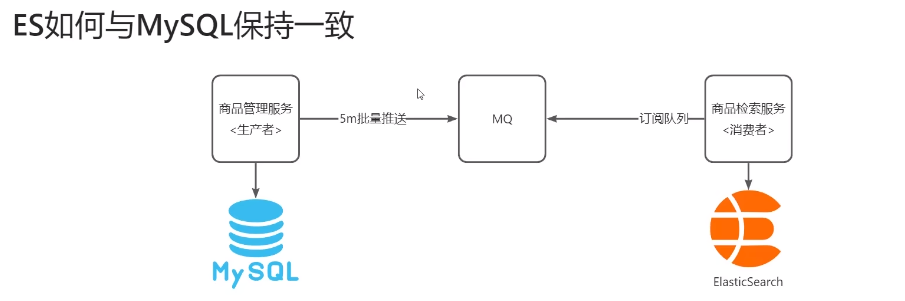 ES如何与MySQL保持一致
商品管理服务
<生产者>
5m批量推送
MQ
订阅队列
商品检索服务
<消费者>
MySQL
ElasticSearch